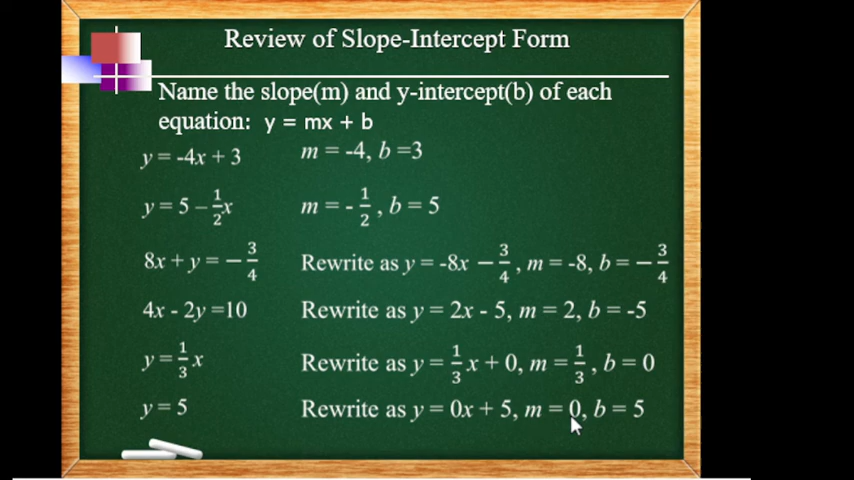 Review of Slope-Intercept Form
Name the slope(m) and y-intercept(b) of each
equation: y = mx + b
y = -4x + 3 m = -4, b =3
y = 5 − 1/2 x m = - 1/2 , b = 5
8x + y = − 3/4 Rewrite as y = -8x − 3/4 , m = -8, b = − 3/4
4x - 2y =10 Rewrite as y = 2x - 5, m = 2, b = -5
y = 1/3 x Rewrite as y = 1/3 x + 0, m = 1/3 , b = 0
y = 5 Rewrite as y = 0x + 5, m = 0, b = 5